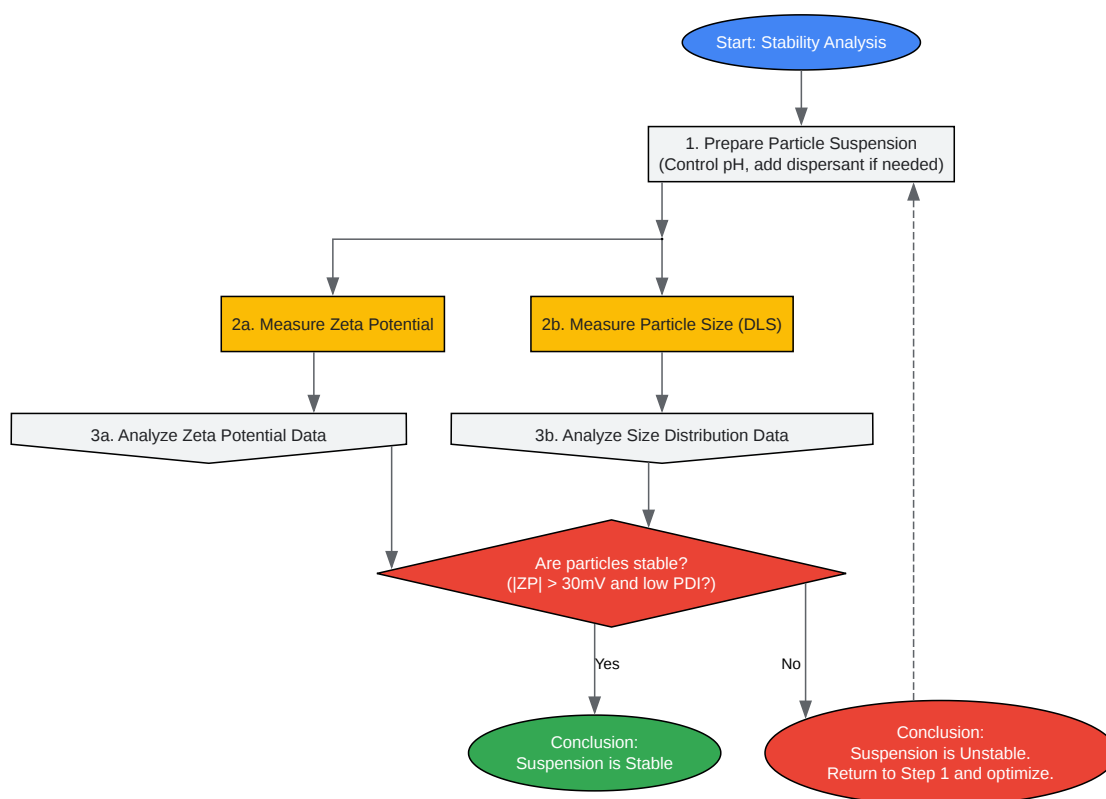 Start: Stability Analysis
1. Prepare Particle Suspension
(Control pH, add dispersant if needed)
2a. Measure Zeta Potential
2b. Measure Particle Size (DLS)
3a. Analyze Zeta Potential Data
3b. Analyze Size Distribution Data
Are particles stable?
(|ZP| > 30mV and low PDI?)
Yes
No
Conclusion:
Suspension is Stable
Conclusion:
Suspension is Unstable.
Return to Step 1 and optimize.